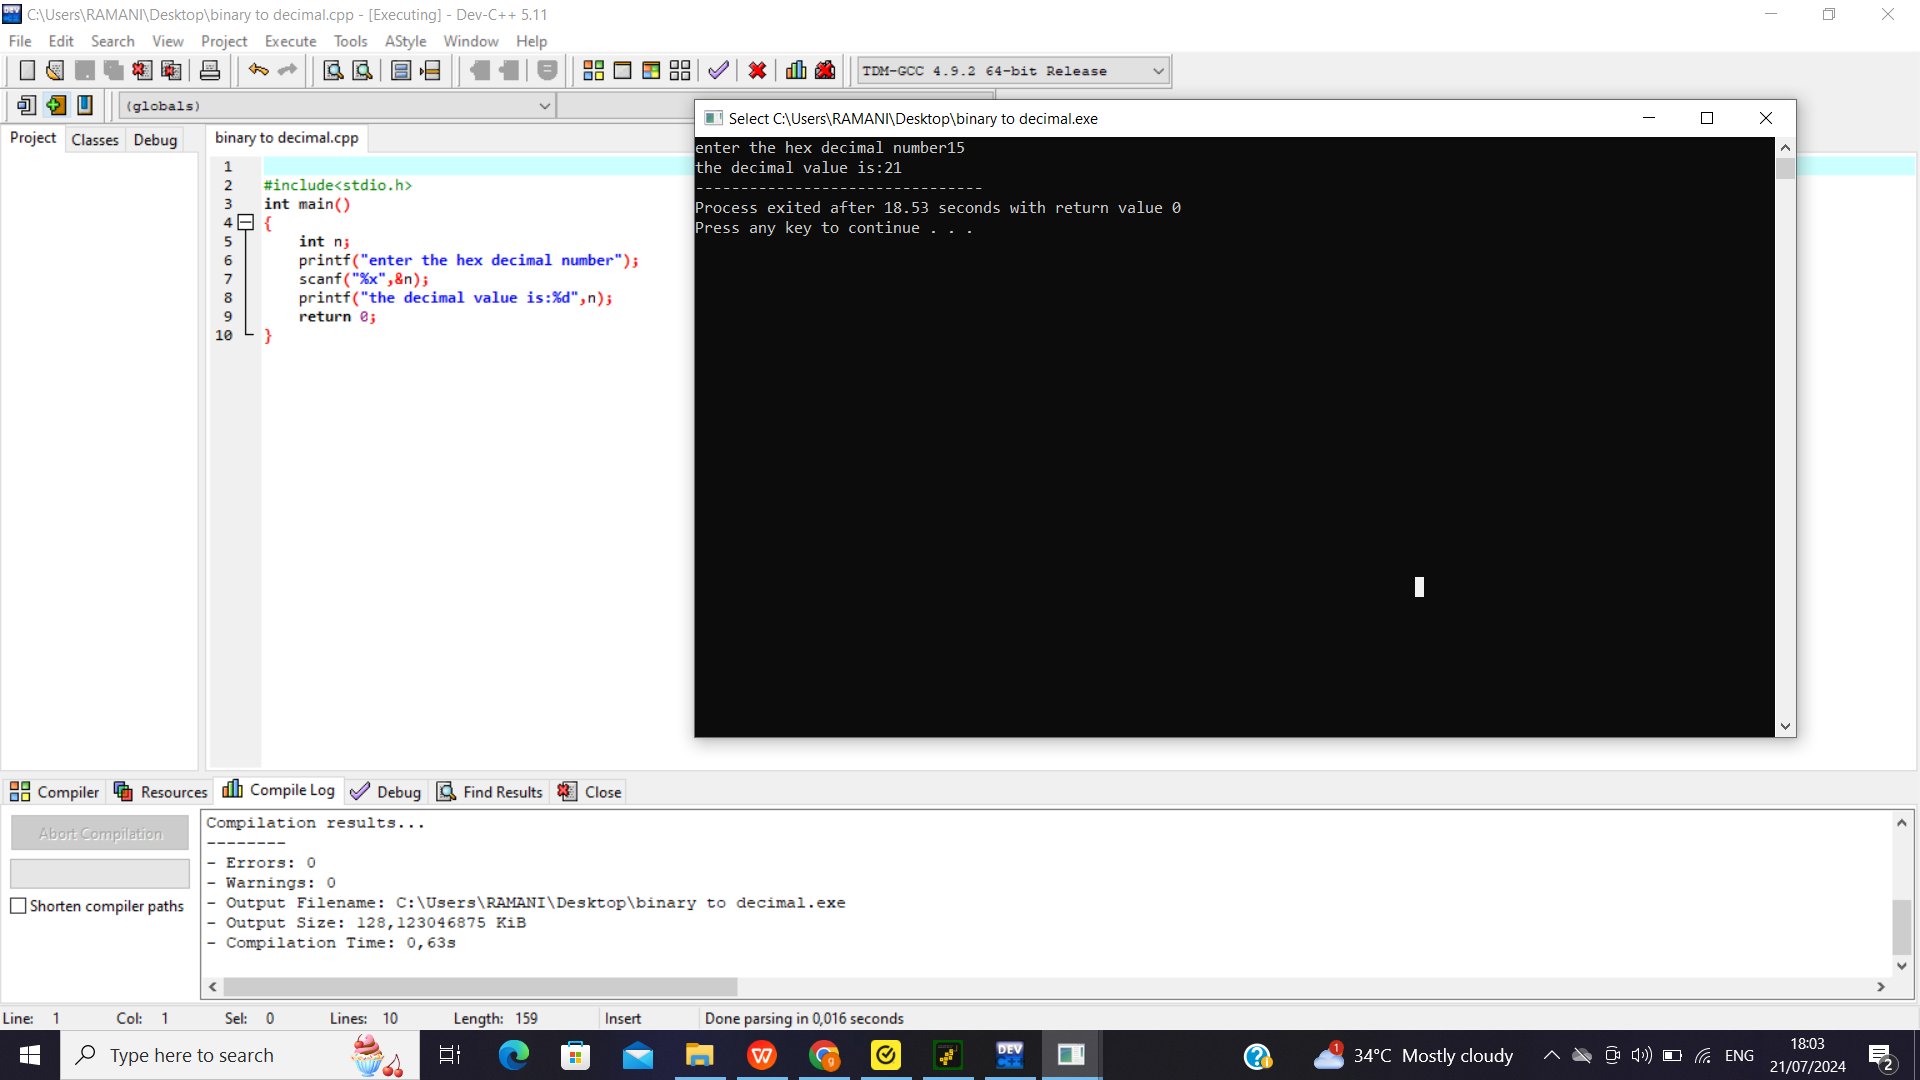 C:\Users\RAMANI\Desktop\binary to decimal.cpp - [Executing] - Dev-C++ 5.11
File Edit Search View Project Execute Tools AStyle Window Help
TDM-GCC 4.9.2 64-bit Release
(globals)
Project Classes Debug
binary to decimal.cpp
1
2 #include<stdio.h>
3 int main()
4 {
5 int n;
6 printf("enter the hex decimal number");
7 scanf("%x",&n);
8 printf("the decimal value is:%d",n);
9 return 0;
10 }
Select C:\Users\RAMANI\Desktop\binary to decimal.exe
enter the hex decimal number15
the decimal value is:21
--------------------------------
Process exited after 18.53 seconds with return value 0
Press any key to continue . . .
Compiler Resources Compile Log Debug Find Results Close
Abort Compilation
Shorten compiler paths
Compilation results...
--------
- Errors: 0
- Warnings: 0
- Output Filename: C:\Users\RAMANI\Desktop\binary to decimal.exe
- Output Size: 128,123046875 KiB
- Compilation Time: 0,63s
Line: 1 Col: 1 Sel: 0 Lines: 10 Length: 159 Insert Done parsing in 0,016 seconds
Type here to search
DEV C++
1
34°C Mostly cloudy
ENG
18:03
21/07/2024
2